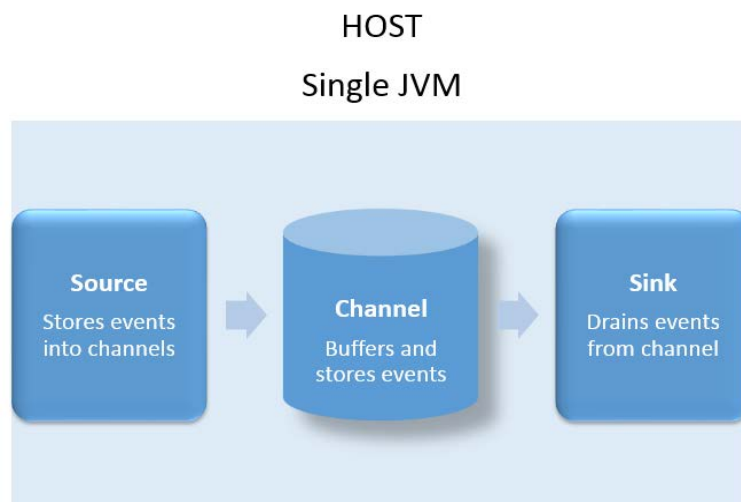 HOST
Single JVM
Source
Stores events
into channels
Channel
Buffers and
stores events
Sink
Drains events
from channel